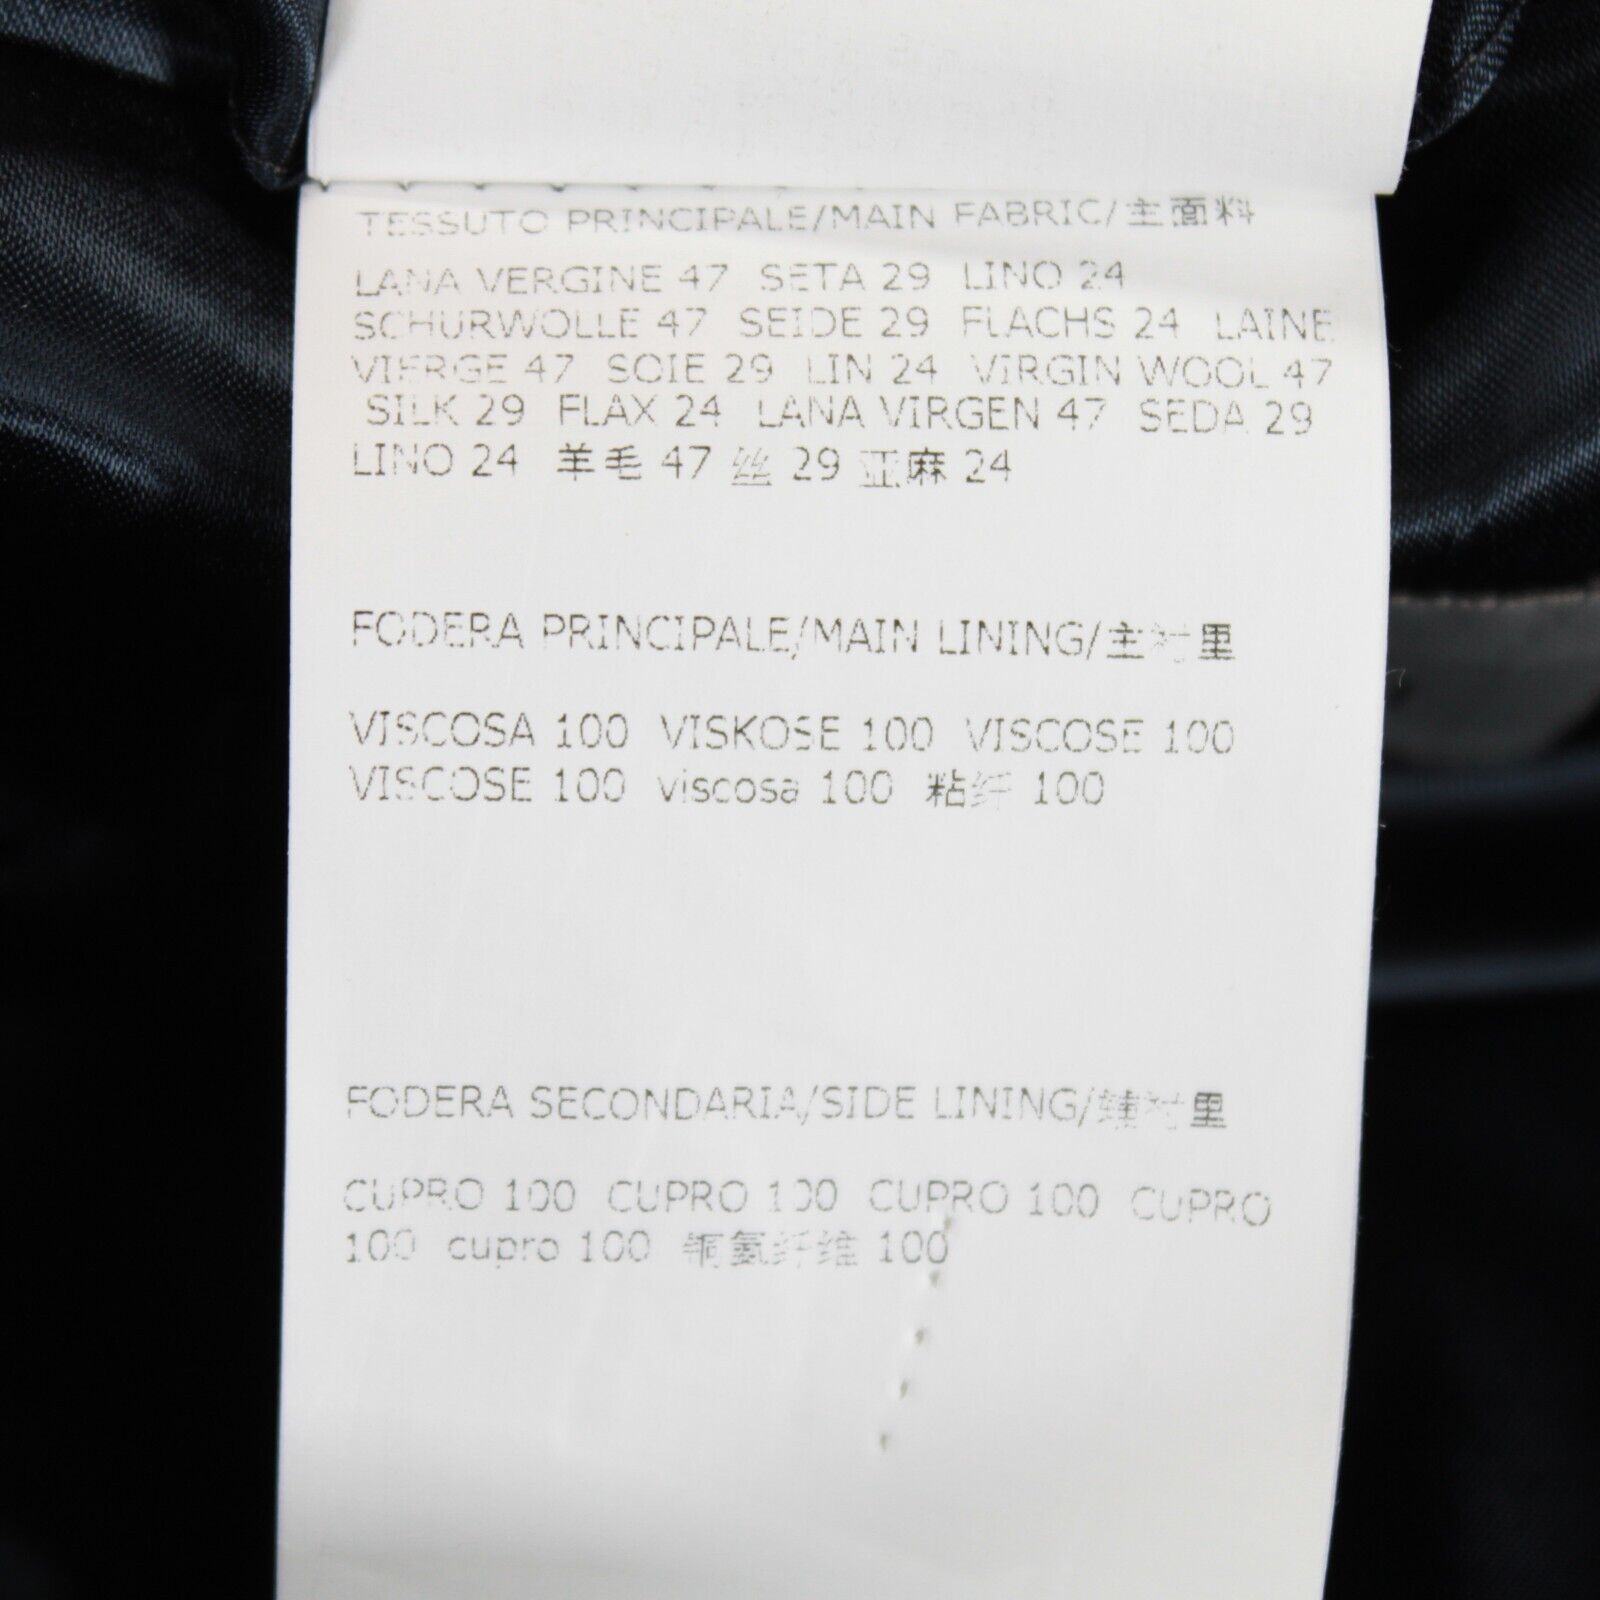 TESSUTO PRINCIPALE/MAIN FABRIC/主面料
LANA VERGINE 47 SETA 29 LINO 24
SCHURWOLLE 47 SEIDE 29 FLACHS 24 LAINE
VIERGE 47 SOIE 29 LIN 24 VIRGIN WOOL 47
SILK 29 FLAX 24 LANA VIRGEN 47 SEDA 29
LINO 24 羊毛 47 丝 29 亚麻 24
FODERA PRINCIPALE/MAIN LINING/主衬里
VISCOSA 100 VISKOSE 100 VISCOSE 100
VISCOSE 100 viscosa 100 粘纤 100
FODERA SECONDARIA/SIDE LINING/辅衬里
CUPRO 100 CUPRO 100 CUPRO 100 CUPRO
100 cupro 100 铜氨纤维 100